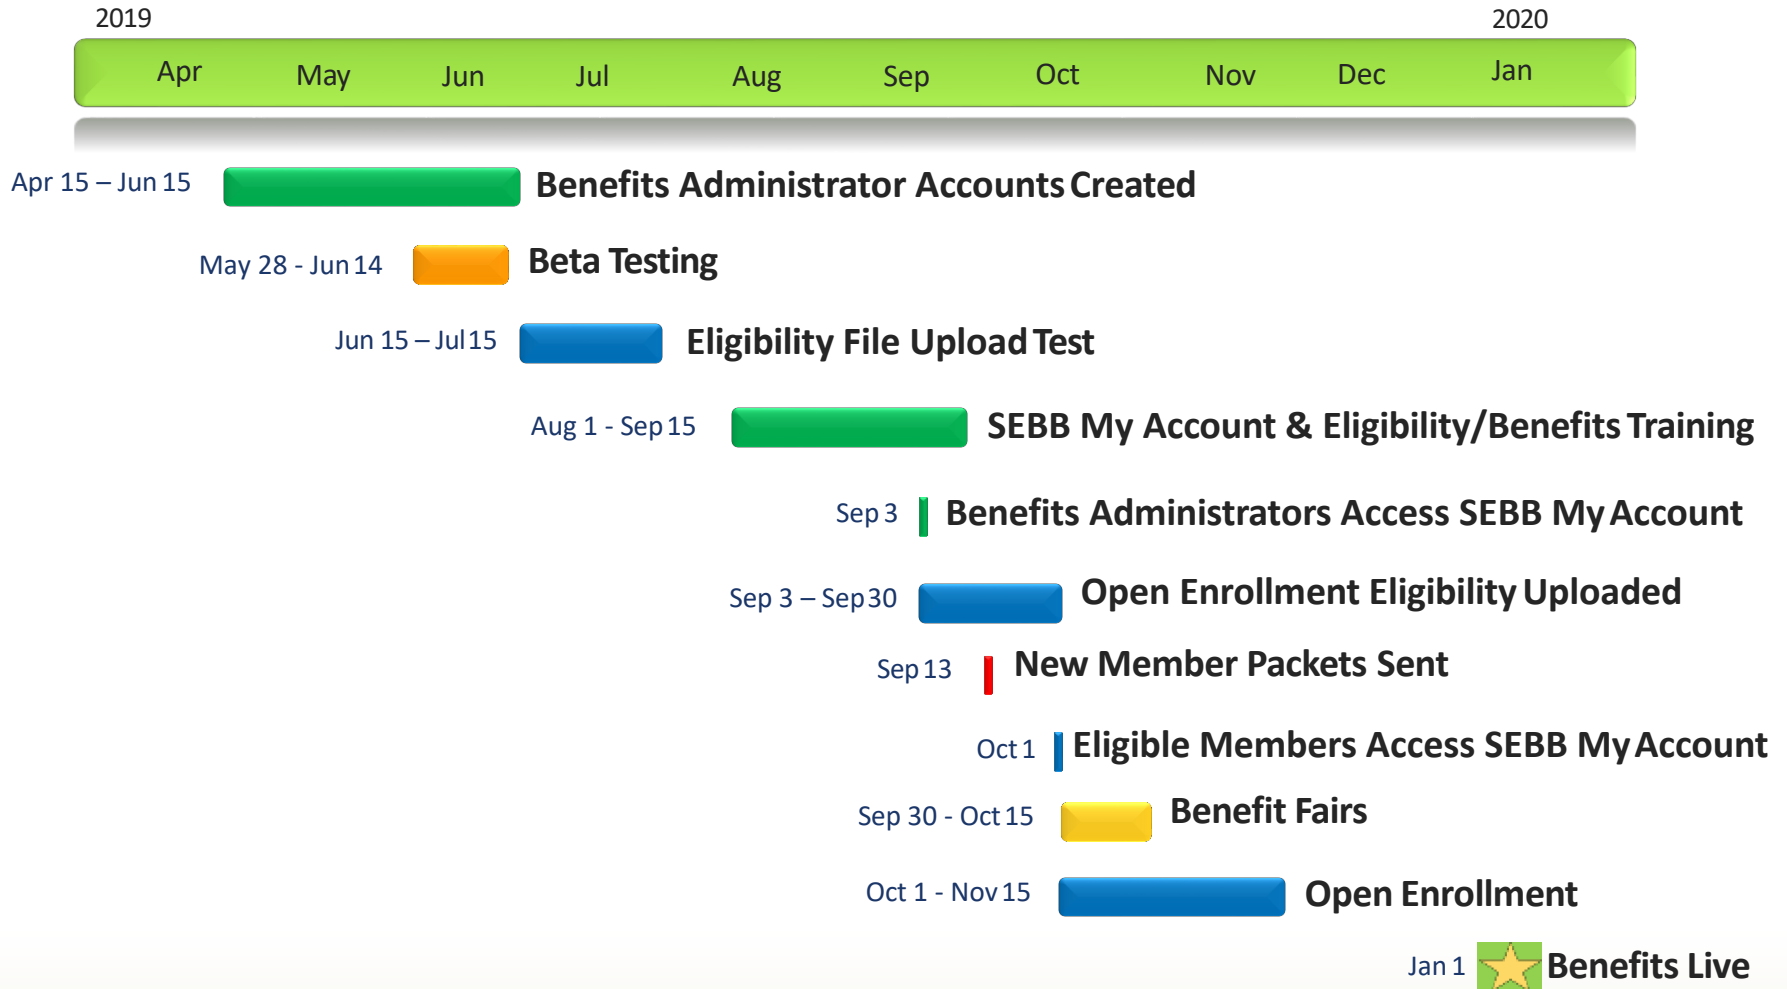 2019 2020
Apr May Jun Jul Aug Sep Oct Nov Dec Jan
Apr 15 – Jun 15 Benefits Administrator Accounts Created
May 28 - Jun 14 Beta Testing
Jun 15 – Jul 15 Eligibility File Upload Test
Aug 1 - Sep 15 SEBB My Account & Eligibility/Benefits Training
Sep 3 Benefits Administrators Access SEBB My Account
Sep 3 – Sep 30 Open Enrollment Eligibility Uploaded
Sep 13 New Member Packets Sent
Oct 1 Eligible Members Access SEBB My Account
Sep 30 - Oct 15 Benefit Fairs
Oct 1 - Nov 15 Open Enrollment
Jan 1 Benefits Live